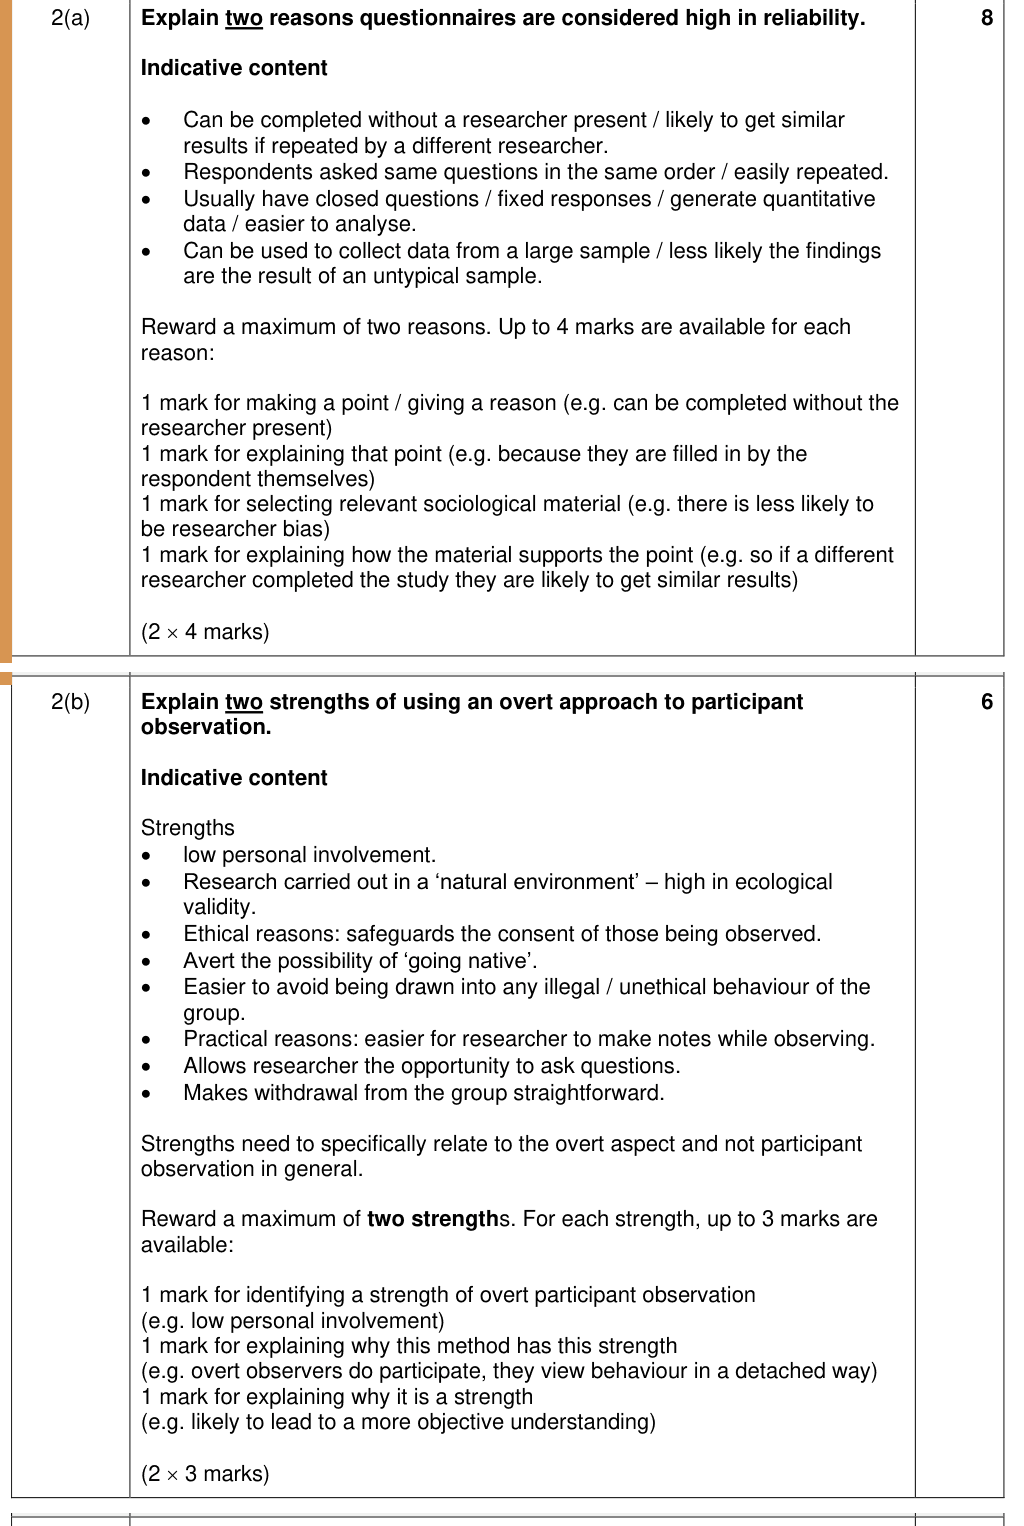 2(a)
Explain two reasons questionnaires are considered high in reliability.
8
Indicative content
• Can be completed without a researcher present / likely to get similar
results if repeated by a different researcher.
• Respondents asked same questions in the same order / easily repeated.
• Usually have closed questions / fixed responses / generate quantitative
data / easier to analyse.
• Can be used to collect data from a large sample / less likely the findings
are the result of an untypical sample.
Reward a maximum of two reasons. Up to 4 marks are available for each
reason:
1 mark for making a point / giving a reason (e.g. can be completed without the
researcher present)
1 mark for explaining that point (e.g. because they are filled in by the
respondent themselves)
1 mark for selecting relevant sociological material (e.g. there is less likely to
be researcher bias)
1 mark for explaining how the material supports the point (e.g. so if a different
researcher completed the study they are likely to get similar results)
(2 × 4 marks)
2(b)
Explain two strengths of using an overt approach to participant
observation.
6
Indicative content
Strengths
• low personal involvement.
• Research carried out in a ‘natural environment’ – high in ecological
validity.
• Ethical reasons: safeguards the consent of those being observed.
• Avert the possibility of ‘going native’.
• Easier to avoid being drawn into any illegal / unethical behaviour of the
group.
• Practical reasons: easier for researcher to make notes while observing.
• Allows researcher the opportunity to ask questions.
• Makes withdrawal from the group straightforward.
Strengths need to specifically relate to the overt aspect and not participant
observation in general.
Reward a maximum of two strengths. For each strength, up to 3 marks are
available:
1 mark for identifying a strength of overt participant observation
(e.g. low personal involvement)
1 mark for explaining why this method has this strength
(e.g. overt observers do participate, they view behaviour in a detached way)
1 mark for explaining why it is a strength
(e.g. likely to lead to a more objective understanding)
(2 × 3 marks)